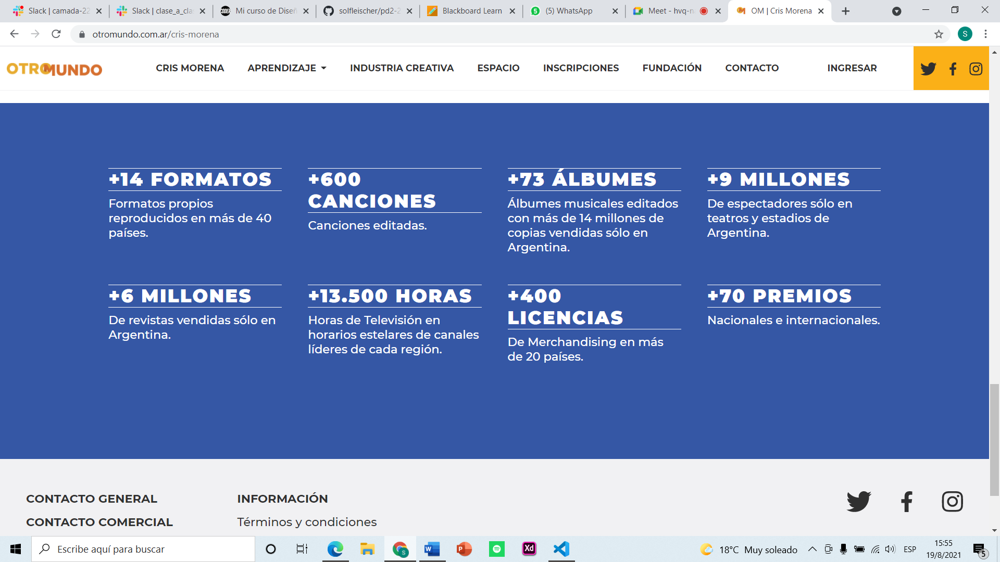 Slack | camada-22
Slack | clase_a_cla
CODER
Mi curso de Diseñ
solfleischer/pd2-2
Blackboard Learn
5
(5) WhatsApp
Meet - hvq-n
OM | Cris Morena
otromundo.com.ar/cris-morena
S
OTROMUNDO
CRIS MORENA
APRENDIZAJE
INDUSTRIA CREATIVA
ESPACIO
INSCRIPCIONES
FUNDACIÓN
CONTACTO
INGRESAR
+14 FORMATOS
Formatos propios
reproducidos en más de 40
países.
+600
CANCIONES
Canciones editadas.
+73 ÁLBUMES
Álbumes musicales editados
con más de 14 millones de
copias vendidas sólo en
Argentina.
+9 MILLONES
De espectadores sólo en
teatros y estadios de
Argentina.
+6 MILLONES
De revistas vendidas sólo en
Argentina.
+13.500 HORAS
Horas de Televisión en
horarios estelares de canales
líderes de cada región.
+400
LICENCIAS
De Merchandising en más
de 20 países.
+70 PREMIOS
Nacionales e internacionales.
CONTACTO GENERAL
CONTACTO COMERCIAL
INFORMACIÓN
Términos y condiciones
Escribe aquí para buscar
S
W
P
Xd
18°C Muy soleado
ESP
15:55
19/8/2021
5